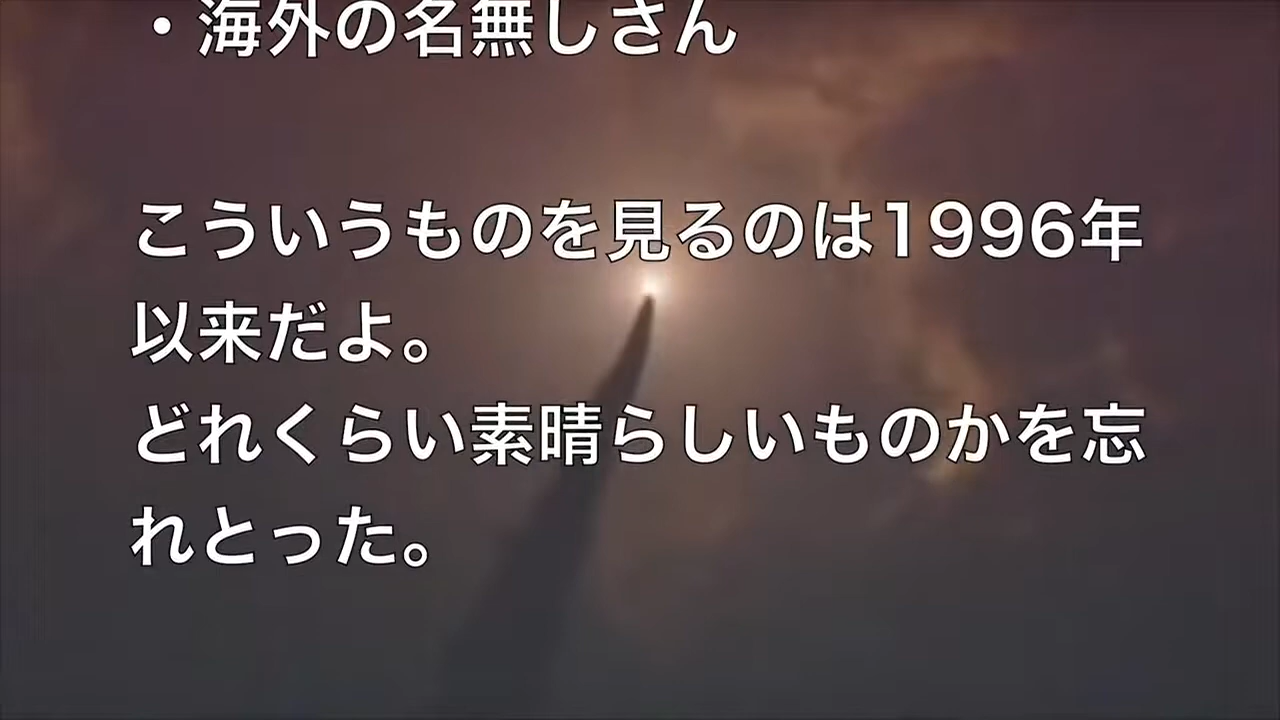 ・海外の名無しさん
こういうものを見るのは1996年
以来だよ。
どれくらい素晴らしいものかを忘
れとった。